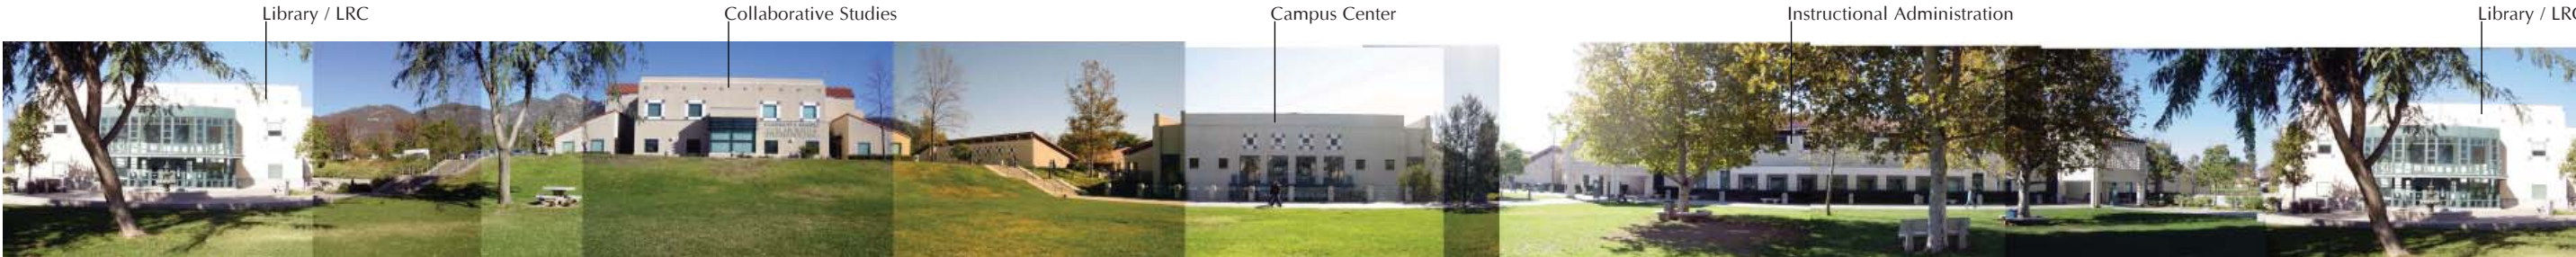 Library / LRC
Collaborative Studies
Campus Center
Instructional Administration
Library / LRC